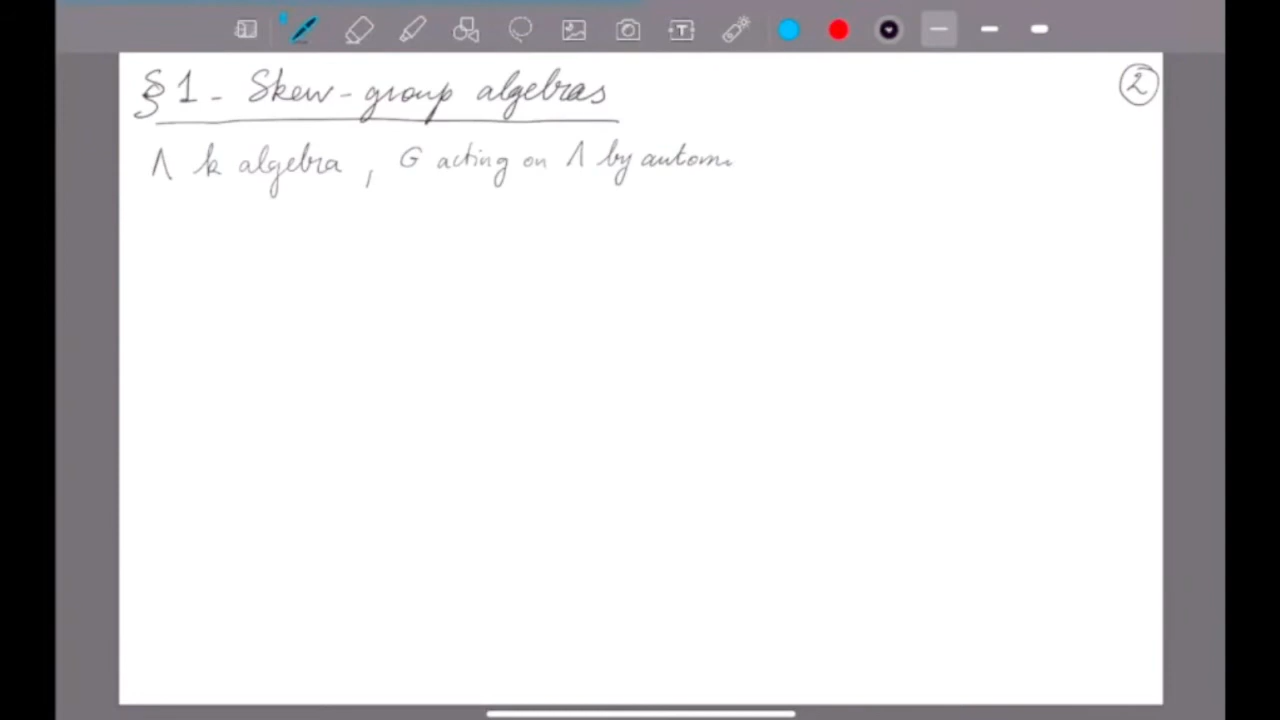 § 1 - Skew-group algebras
2
Λ k algebra , G acting on Λ by autom